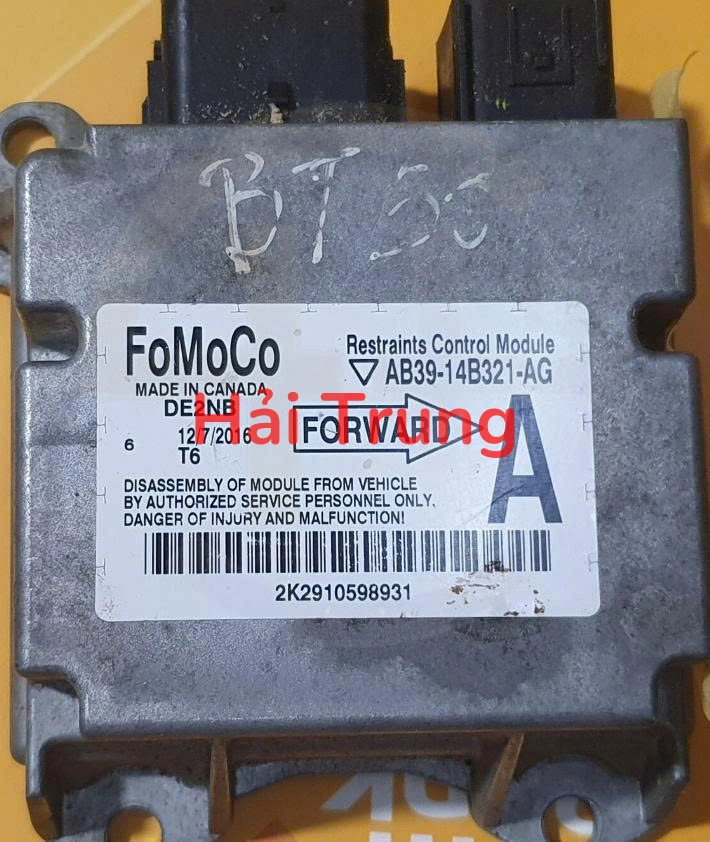 BT50
FoMoCo
Restraints Control Module
AB39-14B321-AG
MADE IN CANADA
DE2NB
12/7/2016
6
T6
FORWARD
A
Hải Trung
DISASSEMBLY OF MODULE FROM VEHICLE
BY AUTHORIZED SERVICE PERSONNEL ONLY.
DANGER OF INJURY AND MALFUNCTION!
2K2910598931